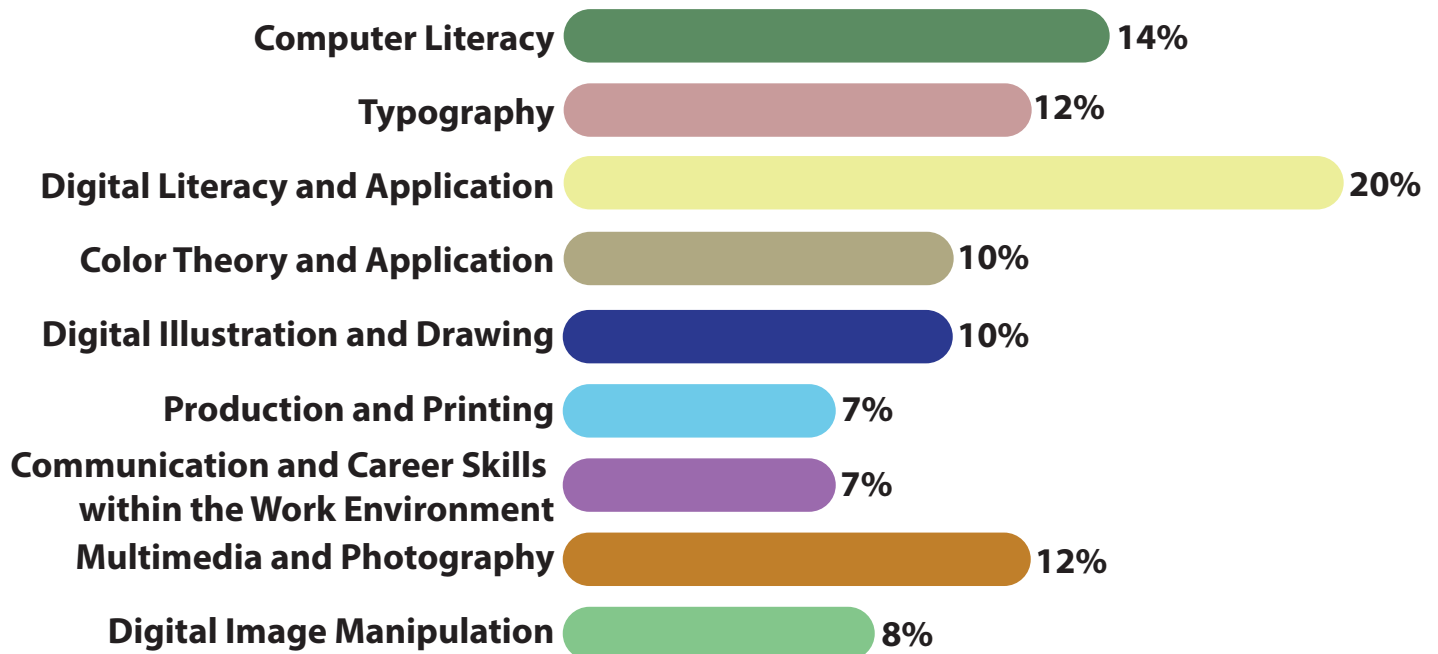 Computer Literacy 14%
Typography 12%
Digital Literacy and Application 20%
Color Theory and Application 10%
Digital Illustration and Drawing 10%
Production and Printing 7%
Communication and Career Skills
within the Work Environment 7%
Multimedia and Photography 12%
Digital Image Manipulation 8%